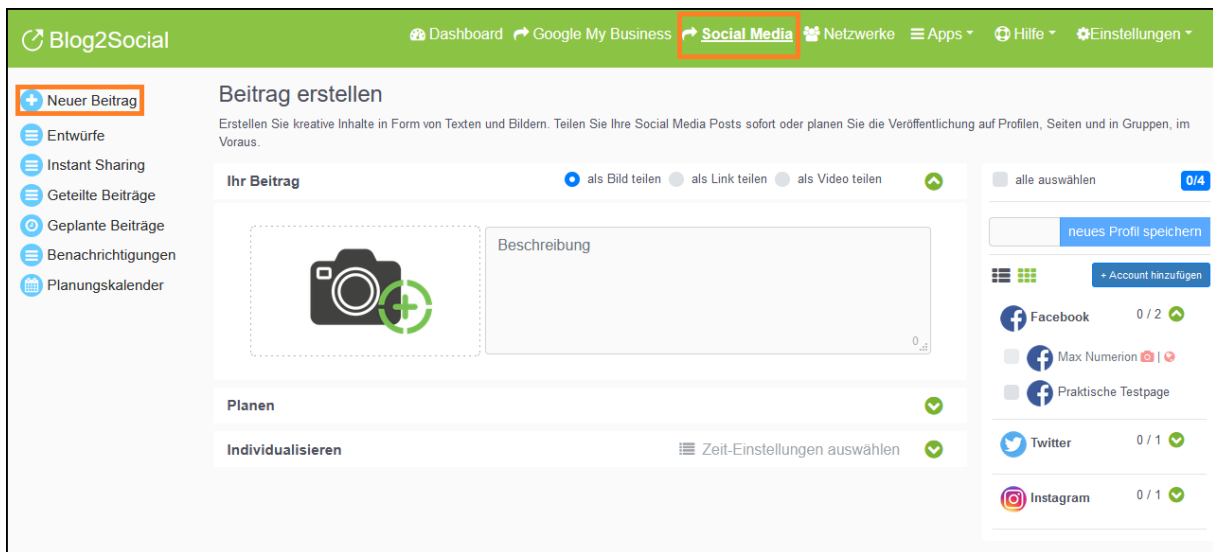 Blog2Social
Dashboard Google My Business Social Media Netzwerke Apps Hilfe Einstellungen
Neuer Beitrag
Entwürfe
Instant Sharing
Geteilte Beiträge
Geplante Beiträge
Benachrichtigungen
Planungskalender
Beitrag erstellen
Erstellen Sie kreative Inhalte in Form von Texten und Bildern. Teilen Sie Ihre Social Media Posts sofort oder planen Sie die Veröffentlichung auf Profilen, Seiten und in Gruppen, im
Voraus.
Ihr Beitrag als Bild teilen als Link teilen als Video teilen
Beschreibung
0
Planen
Individualisieren Zeit-Einstellungen auswählen
alle auswählen 0/4
neues Profil speichern
+ Account hinzufügen
Facebook 0 / 2
Max Numerion |
Praktische Testpage
Twitter 0 / 1
Instagram 0 / 1